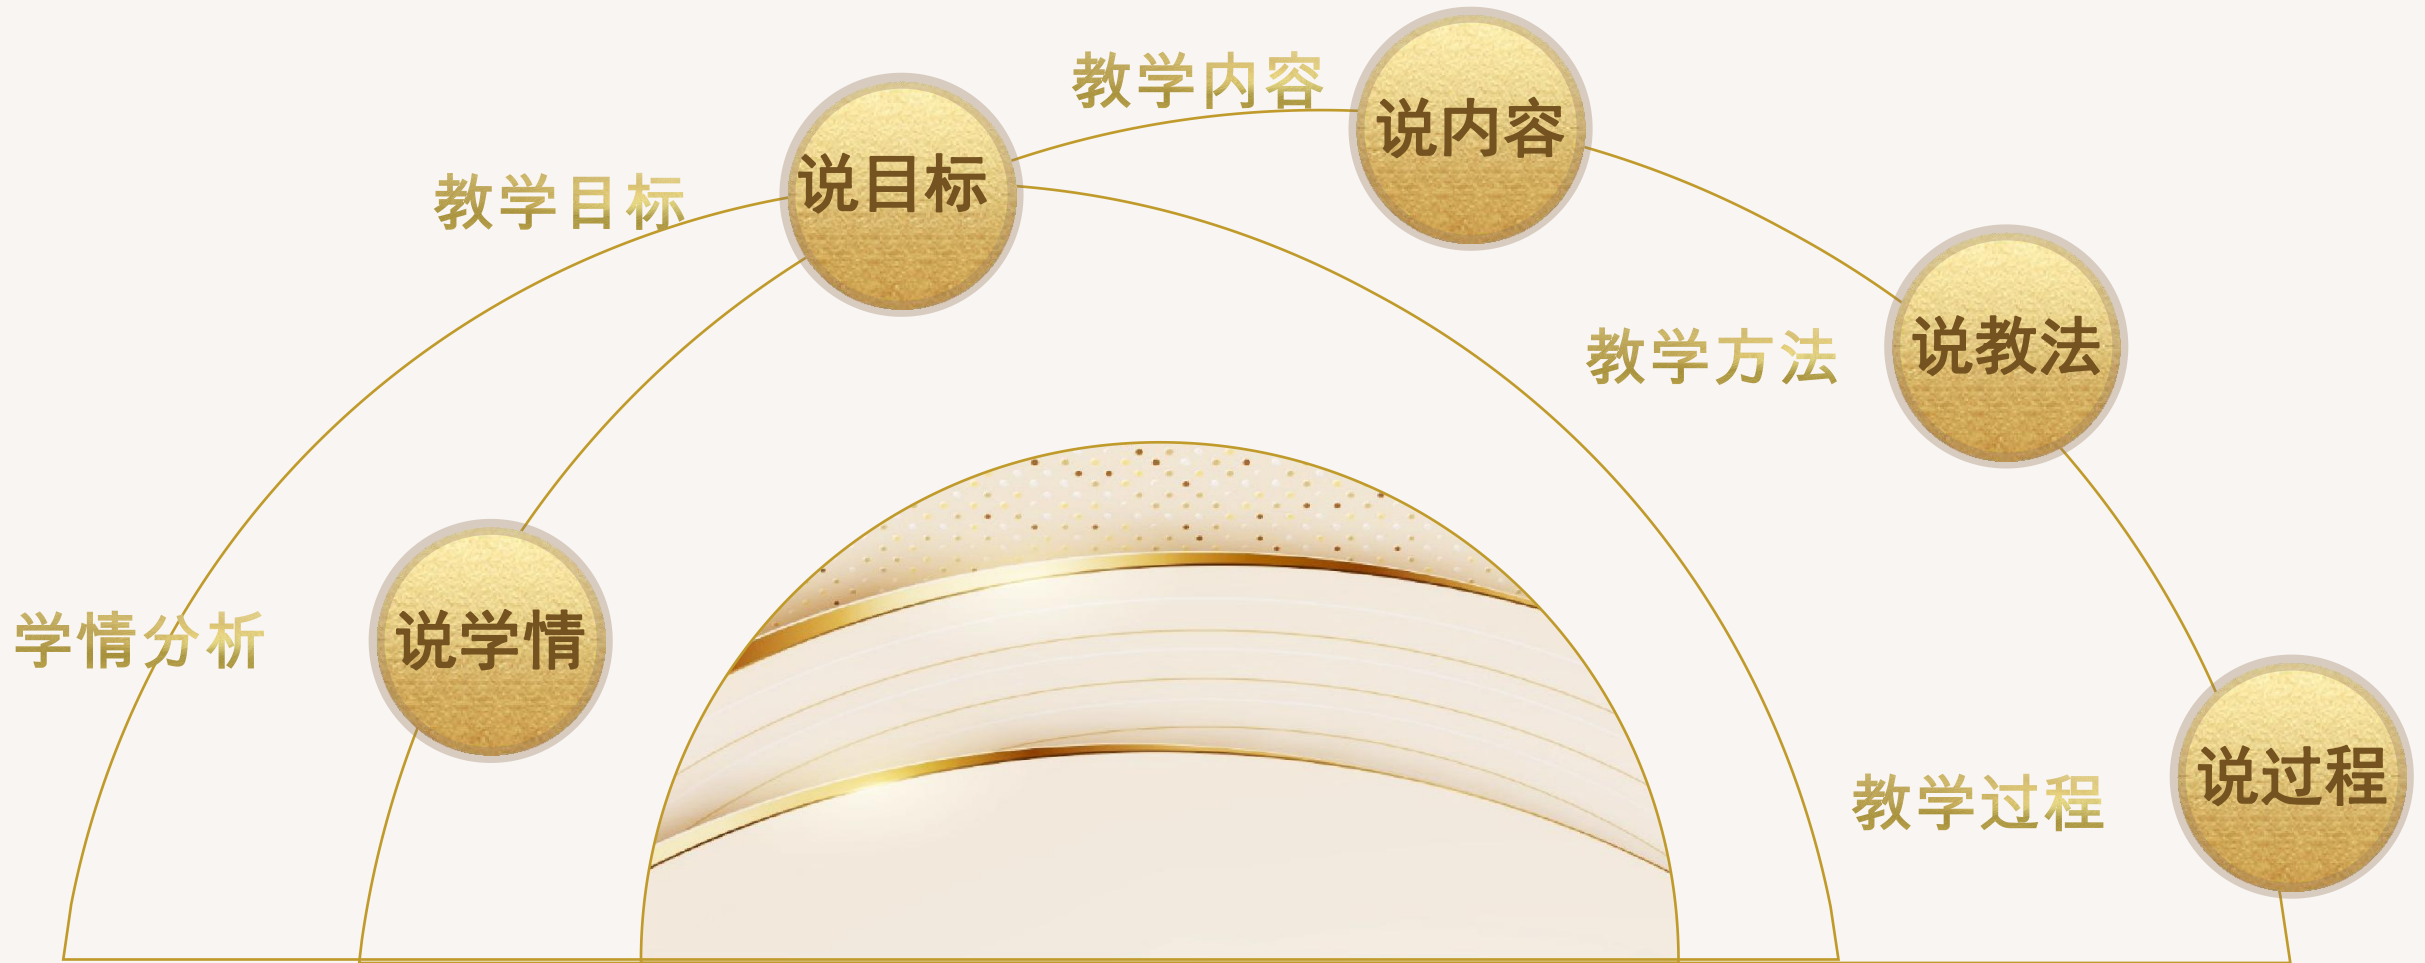 学情分析
说学情
教学目标
说目标
教学内容
说内容
教学方法
说教法
教学过程
说过程